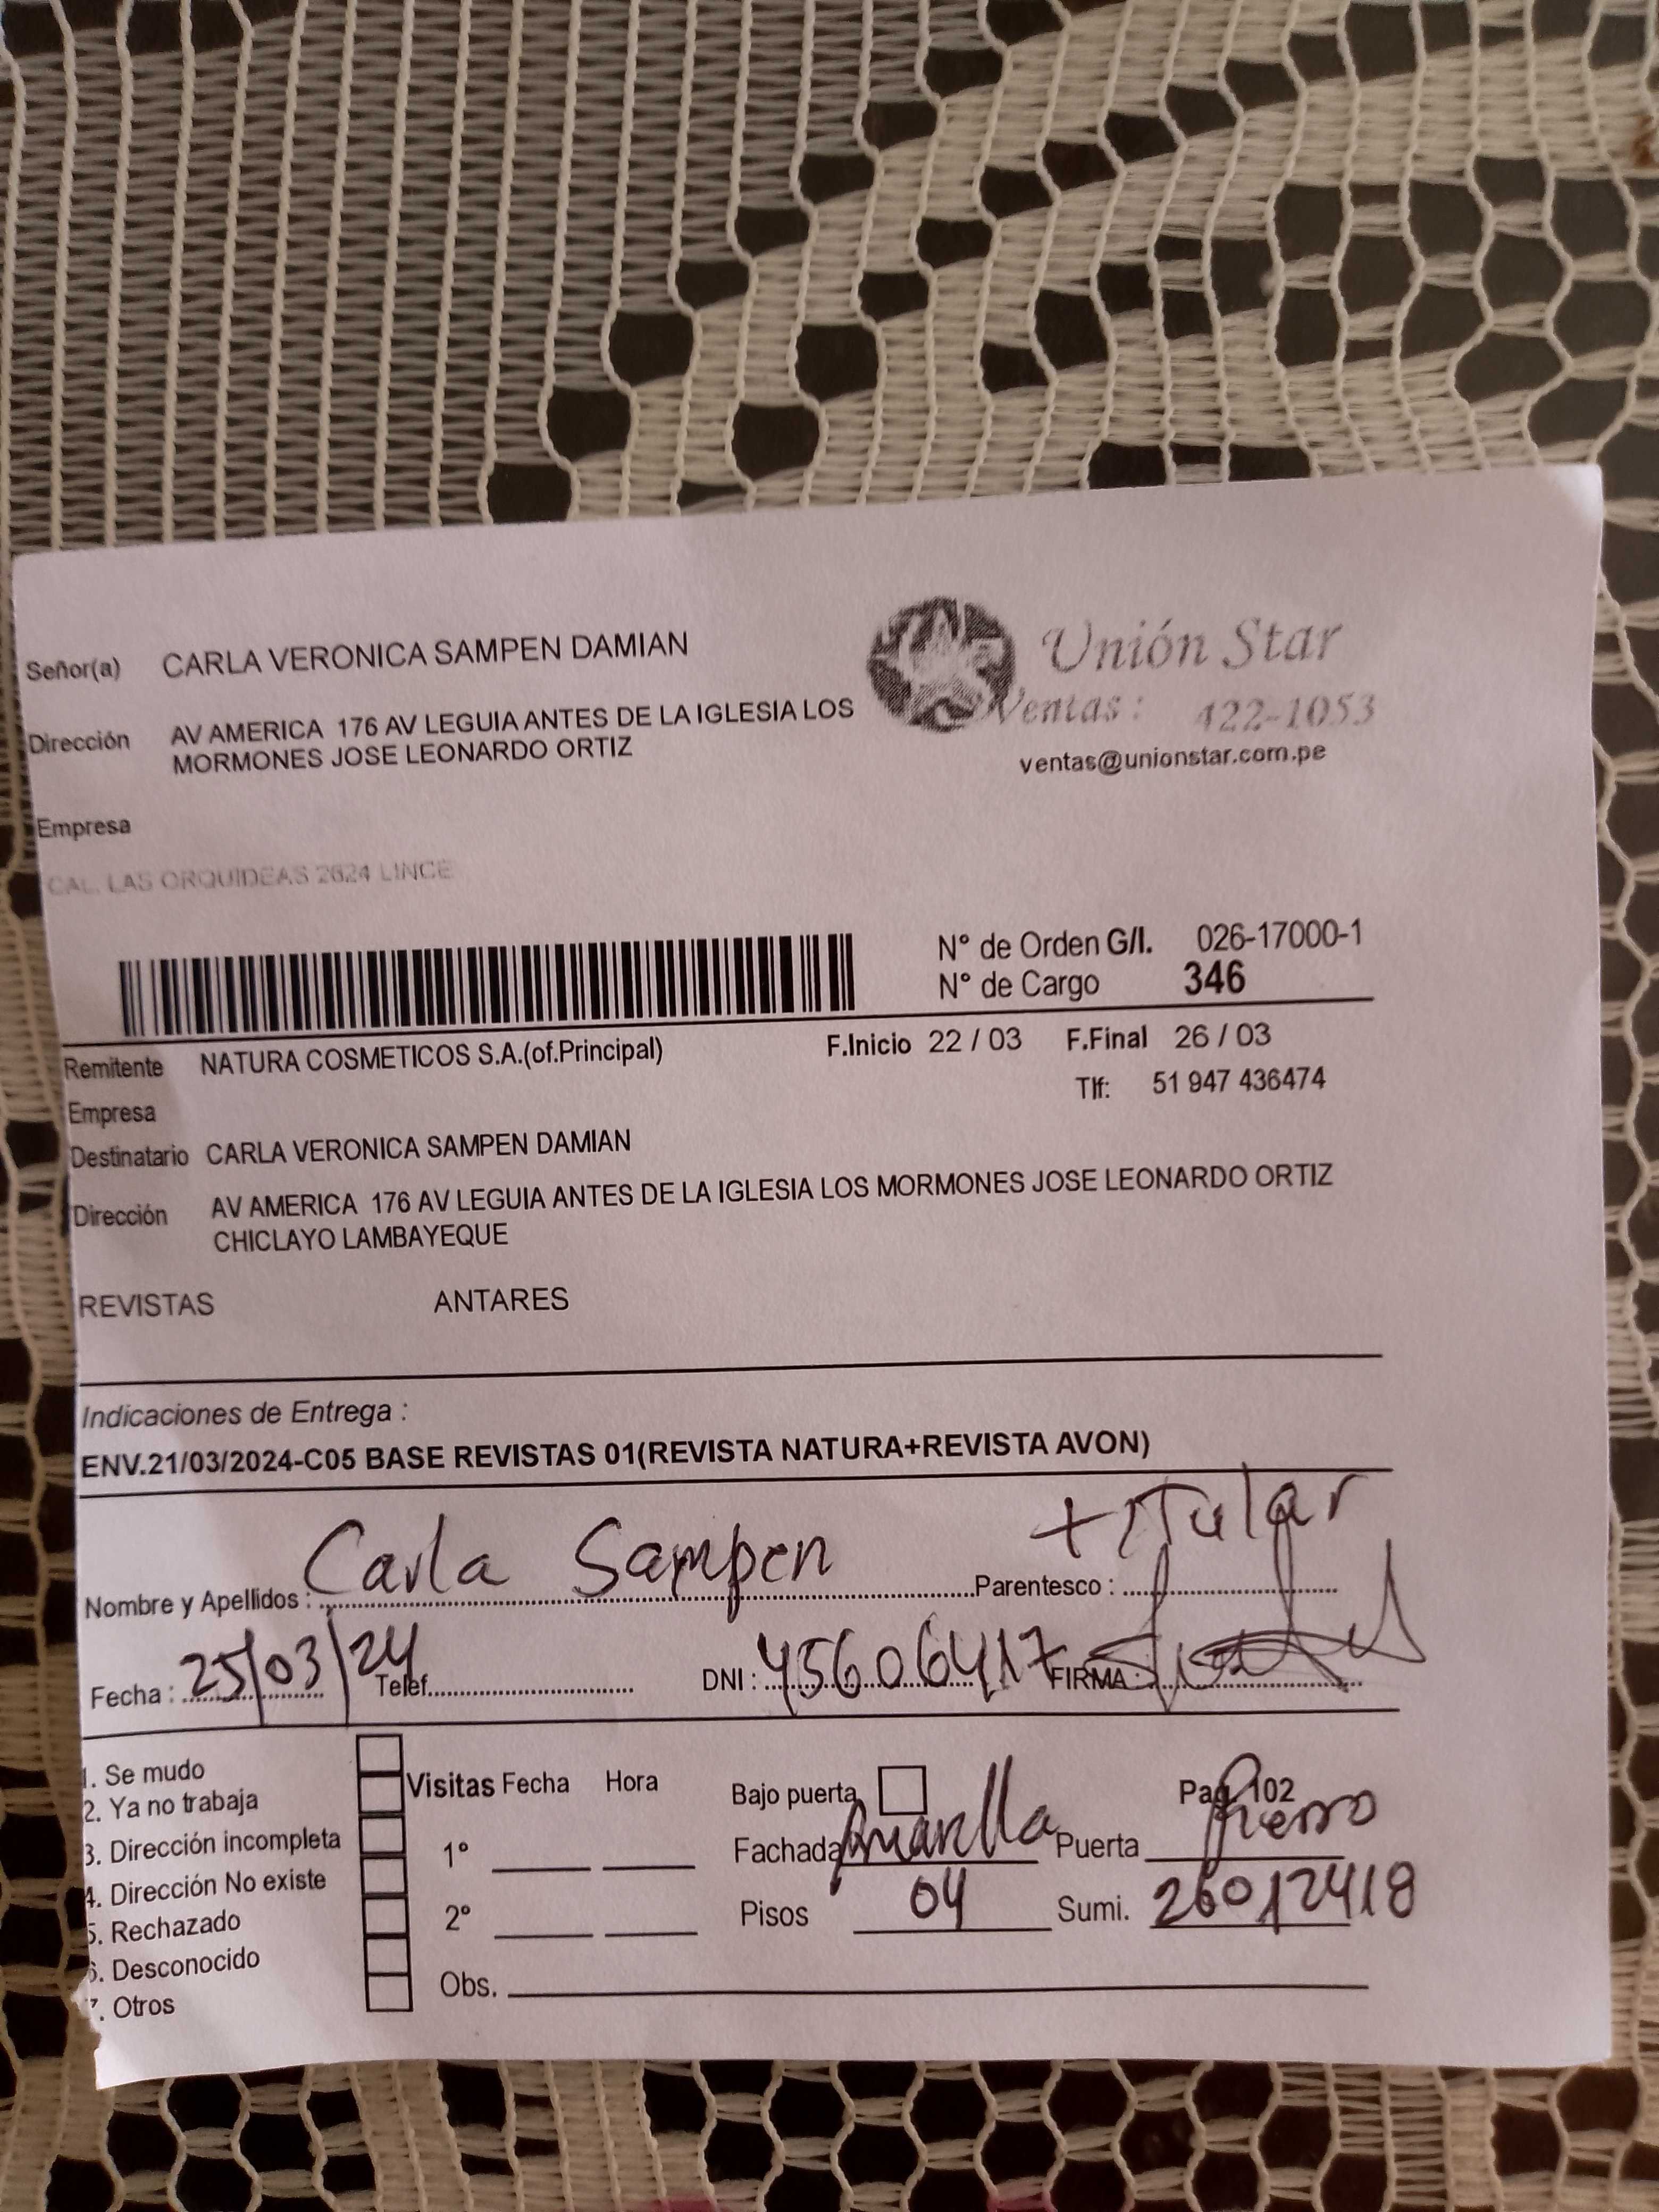 Señor(a) CARLA VERONICA SAMPEN DAMIAN
Unión Star
Dirección AV AMERICA 176 AV LEGUIA ANTES DE LA IGLESIA LOS
MORMONES JOSE LEONARDO ORTIZ
Ventas : 422-1053
ventas@unionstar.com.pe
Empresa
CAL. LAS ORQUIDEAS 2624 LINCE
N° de Orden G/I. 026-17000-1
N° de Cargo 346
Remitente NATURA COSMETICOS S.A.(of.Principal) F.Inicio 22 / 03 F.Final 26 / 03
Tlf: 51 947 436474
Empresa
Destinatario CARLA VERONICA SAMPEN DAMIAN
Dirección AV AMERICA 176 AV LEGUIA ANTES DE LA IGLESIA LOS MORMONES JOSE LEONARDO ORTIZ
CHICLAYO LAMBAYEQUE
REVISTAS ANTARES
Indicaciones de Entrega :
ENV.21/03/2024-C05 BASE REVISTAS 01(REVISTA NATURA+REVISTA AVON)
Nombre y Apellidos : Carla Sampen Parentesco : titular
Fecha : 25/03/24 Telef. DNI : 45606417 FIRMA :
1. Se mudo
2. Ya no trabaja
3. Dirección incompleta
4. Dirección No existe
5. Rechazado
6. Desconocido
7. Otros
Visitas Fecha Hora
1°
2°
Bajo puerta Pag 102
Fachada Puerta
Pisos 04 Sumi. 26012418
Obs.